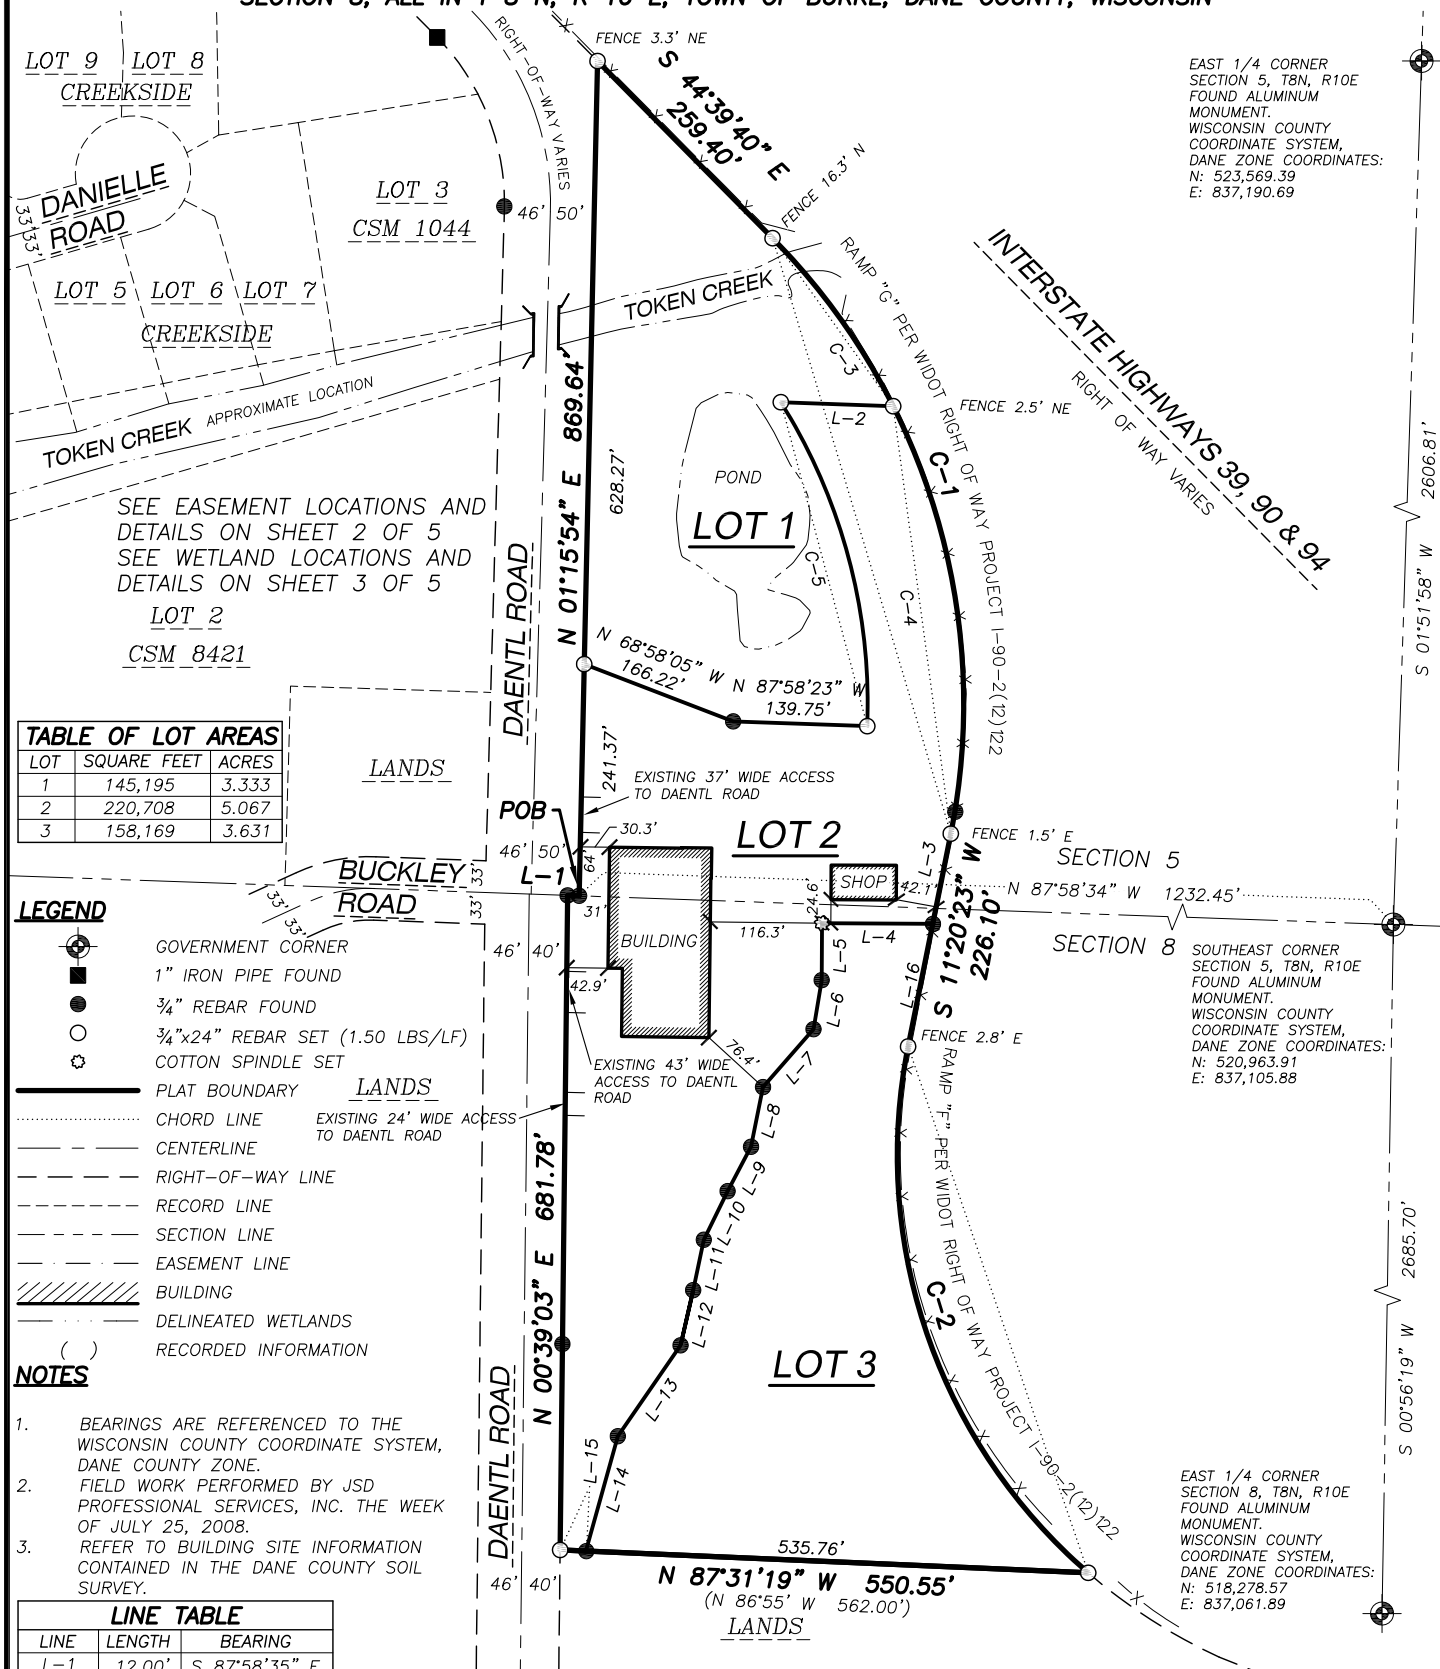 SECTION 8, ALL IN T 8 N, R 10 E, TOWN OF BURKE, DANE COUNTY, WISCONSIN
FENCE 3.3' NE
LOT 9
LOT 8
CREEKSIDE
RIGHT-OF-WAY VARIES
S 44°39'40" E
259.40'
EAST 1/4 CORNER
SECTION 5, T8N, R10E
FOUND ALUMINUM
MONUMENT.
WISCONSIN COUNTY
COORDINATE SYSTEM,
DANE ZONE COORDINATES:
N: 523,569.39
E: 837,190.69
DANIELLE
ROAD
33'
33'
LOT 3
CSM 1044
46'
50'
FENCE 16.3' N
LOT 5
LOT 6
LOT 7
CREEKSIDE
TOKEN CREEK
RAMP "G" PER WIDOT RIGHT OF WAY PROJECT I-90-2(12)122
INTERSTATE HIGHWAYS 39, 90 & 94
RIGHT OF WAY VARIES
C-3
L-2
FENCE 2.5' NE
TOKEN CREEK
APPROXIMATE LOCATION
N 01°15'54" E 869.64'
628.27'
C-1
2606.81'
S 01°51'58" W
POND
LOT 1
C-5
C-4
SEE EASEMENT LOCATIONS AND
DETAILS ON SHEET 2 OF 5
SEE WETLAND LOCATIONS AND
DETAILS ON SHEET 3 OF 5
LOT 2
CSM 8421
DAENTL ROAD
N 68°58'05" W
166.22'
N 87°58'23" W
139.75'
TABLE OF LOT AREAS
LOT SQUARE FEET ACRES
1 145,195 3.333
2 220,708 5.067
3 158,169 3.631
LANDS
241.37'
EXISTING 37' WIDE ACCESS
TO DAENTL ROAD
POB
30.3'
LOT 2
FENCE 1.5' E
46'
50'
64'
L-1
BUCKLEY
ROAD
33'
33'
33'
33'
SHOP
L-3
42.1'
24.6'
SECTION 5
N 87°58'34" W 1232.45'
SECTION 8
31'
116.3'
L-4
BUILDING
46'
40'
42.9'
L-5
L-6
L-16
S 11°20'23" W
226.10'
SOUTHEAST CORNER
SECTION 5, T8N, R10E
FOUND ALUMINUM
MONUMENT.
WISCONSIN COUNTY
COORDINATE SYSTEM,
DANE ZONE COORDINATES:
N: 520,963.91
E: 837,105.88
LEGEND
GOVERNMENT CORNER
1" IRON PIPE FOUND
3/4" REBAR FOUND
3/4"x24" REBAR SET (1.50 LBS/LF)
COTTON SPINDLE SET
PLAT BOUNDARY
CHORD LINE
CENTERLINE
RIGHT-OF-WAY LINE
RECORD LINE
SECTION LINE
EASEMENT LINE
BUILDING
DELINEATED WETLANDS
( ) RECORDED INFORMATION
LANDS
EXISTING 43' WIDE
ACCESS TO DAENTL
ROAD
EXISTING 24' WIDE ACCESS
TO DAENTL ROAD
76.4'
FENCE 2.8' E
L-7
L-8
L-9
L-10
L-11
L-12
L-13
L-14
L-15
RAMP "F" PER WIDOT RIGHT OF WAY PROJECT I-90-2(12)122
N 00°39'03" E 681.78'
C-2
LOT 3
2685.70'
S 00°56'19" W
NOTES
1. BEARINGS ARE REFERENCED TO THE
WISCONSIN COUNTY COORDINATE SYSTEM,
DANE COUNTY ZONE.
2. FIELD WORK PERFORMED BY JSD
PROFESSIONAL SERVICES, INC. THE WEEK
OF JULY 25, 2008.
3. REFER TO BUILDING SITE INFORMATION
CONTAINED IN THE DANE COUNTY SOIL
SURVEY.
DAENTL ROAD
46'
40'
535.76'
N 87°31'19" W 550.55'
(N 86°55' W 562.00')
LANDS
EAST 1/4 CORNER
SECTION 8, T8N, R10E
FOUND ALUMINUM
MONUMENT.
WISCONSIN COUNTY
COORDINATE SYSTEM,
DANE ZONE COORDINATES:
N: 518,278.57
E: 837,061.89
LINE TABLE
LINE LENGTH BEARING
L-1 12.00' S 87°58'35" E